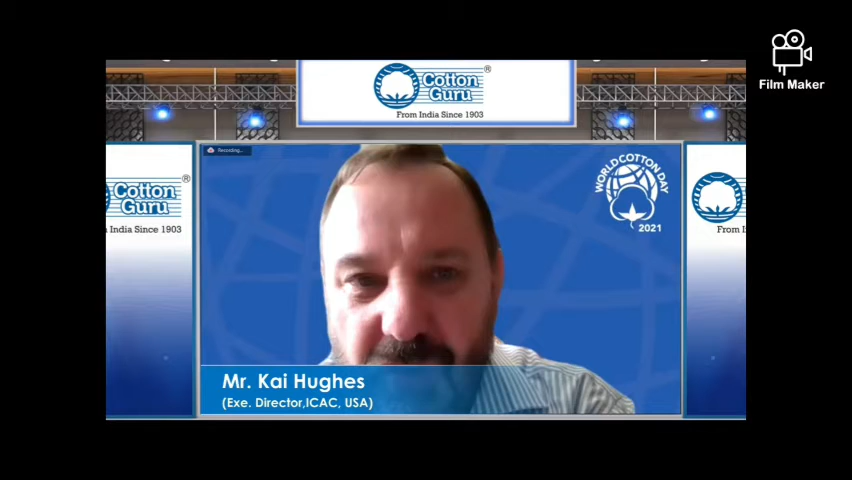 Film Maker
Cotton
Guru
®
From India Since 1903
Cotton
Guru
®
India Since 1903
From I
Recording...
WORLD COTTON DAY
2021
Mr. Kai Hughes
(Exe. Director,ICAC, USA)